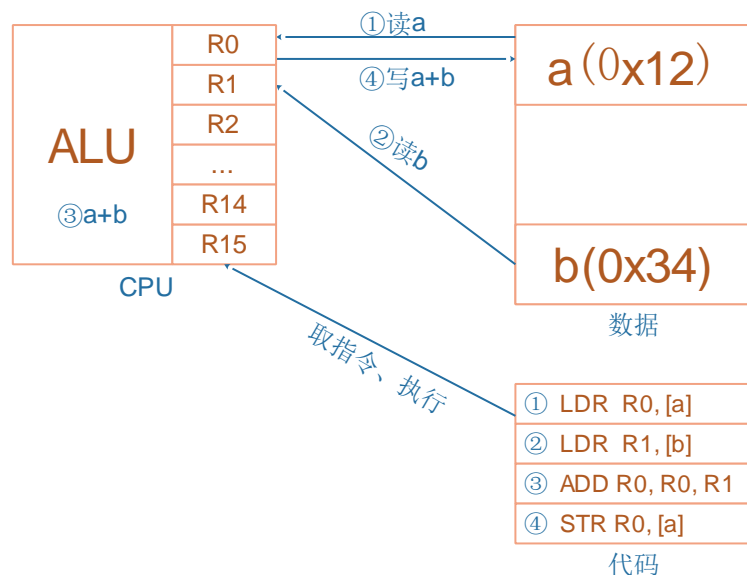 ①读a
R0
a(0x12)
④写a+b
R1
R2
②读b
ALU
...
③a+b
R14
R15
b(0x34)
CPU
数据
取指令、执行
① LDR R0, [a]
② LDR R1, [b]
③ ADD R0, R0, R1
④ STR R0, [a]
代码